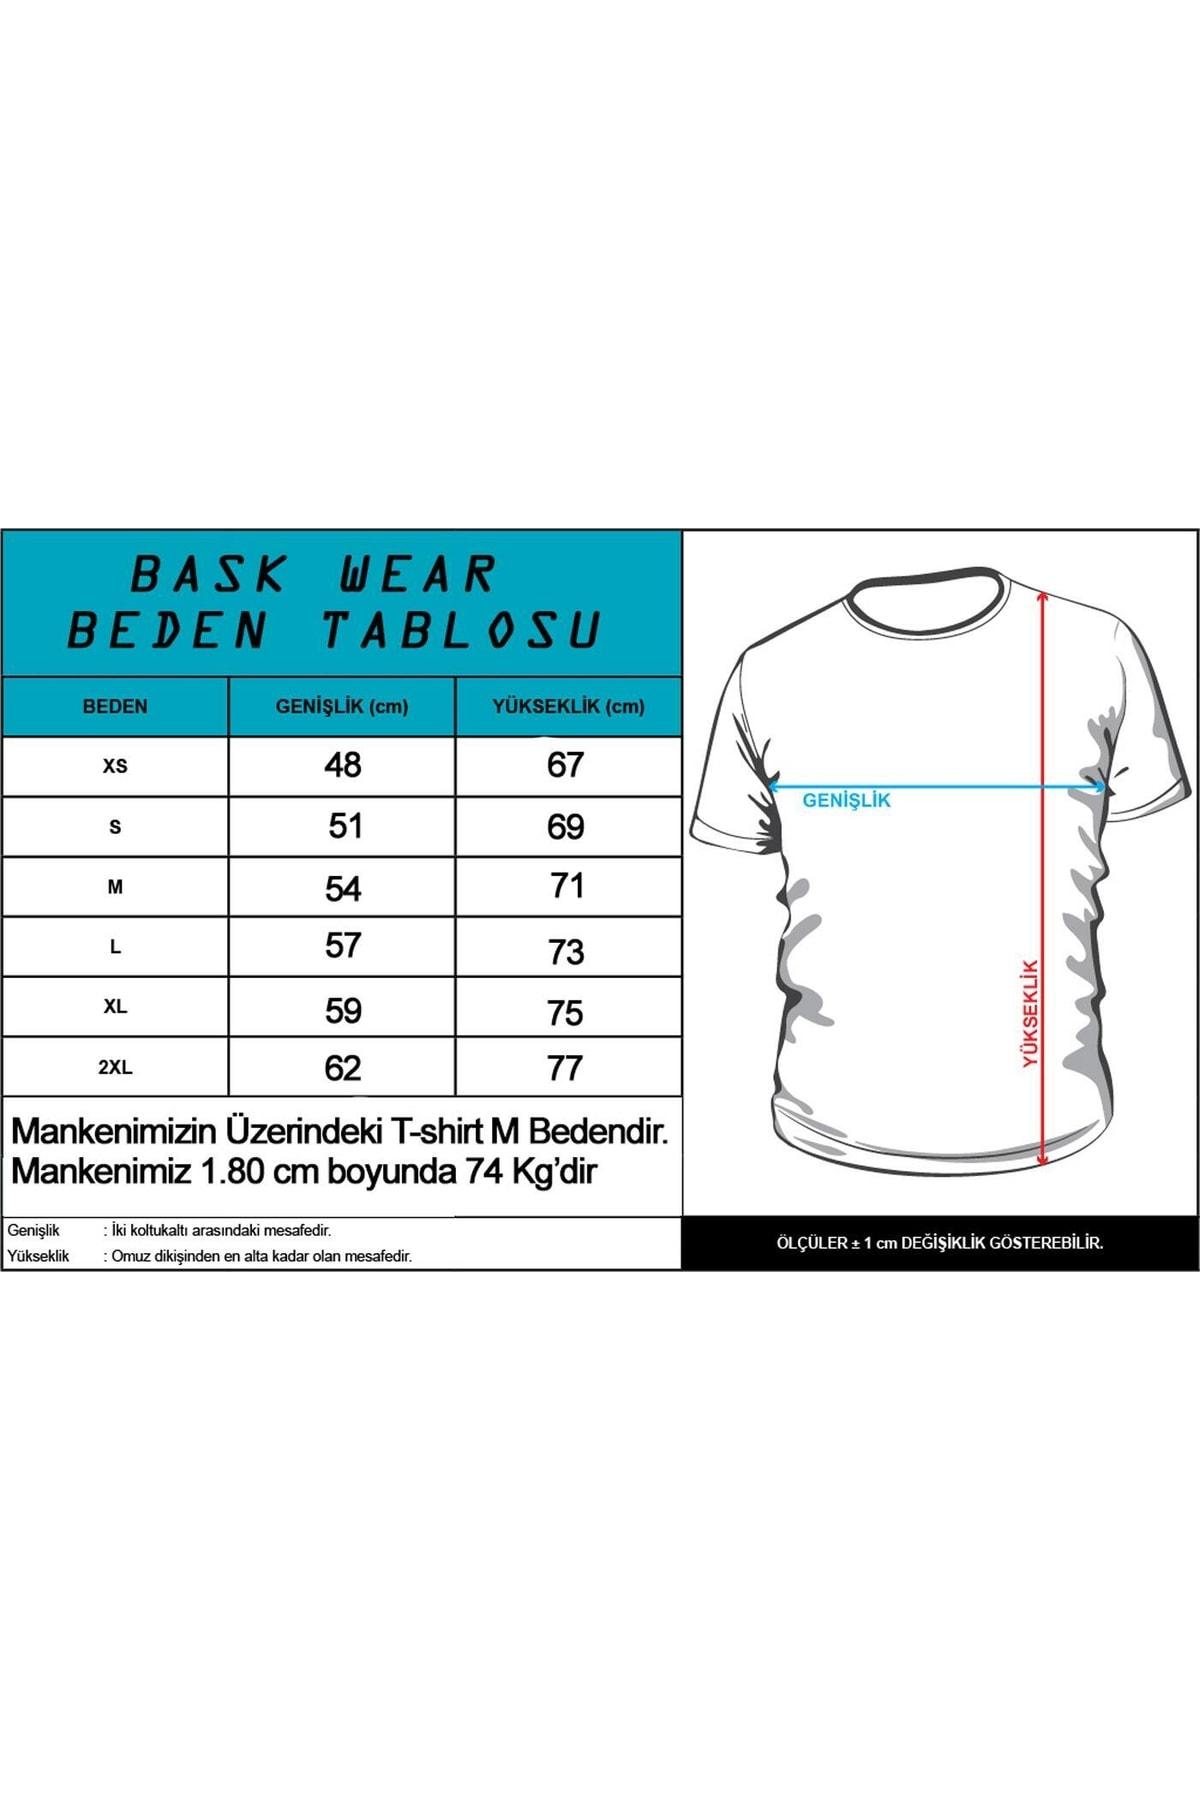 BASK WEAR
BEDEN TABLOSU
BEDEN GENİŞLİK (cm) YÜKSEKLİK (cm)
XS 48 67
S 51 69
M 54 71
L 57 73
XL 59 75
2XL 62 77
Mankenimizin Üzerindeki T-shirt M Bedendir.
Mankenimiz 1.80 cm boyunda 74 Kg’dir
Genişlik : İki koltukaltı arasındaki mesafedir.
Yükseklik : Omuz dikişinden en alta kadar olan mesafedir.
GENİŞLİK
YÜKSEKLİK
ÖLÇÜLER ± 1 cm DEĞİŞİKLİK GÖSTEREBİLİR.